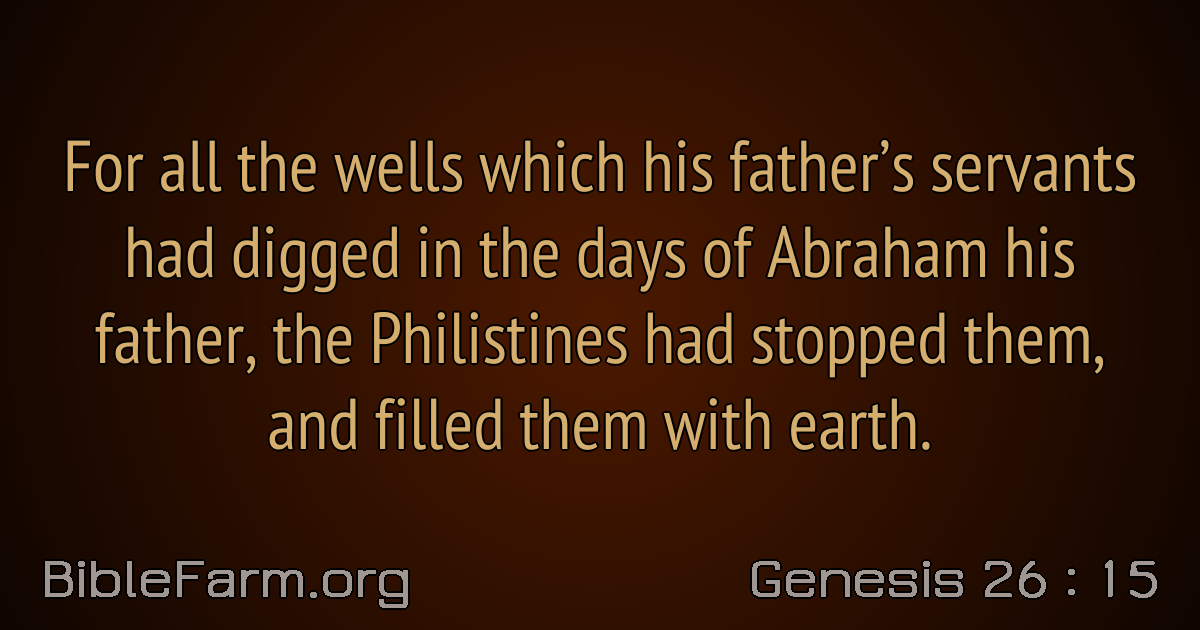 For all the wells which his father’s servants
had digged in the days of Abraham his
father, the Philistines had stopped them,
and filled them with earth.
BibleFarm.org
Genesis 26 : 15